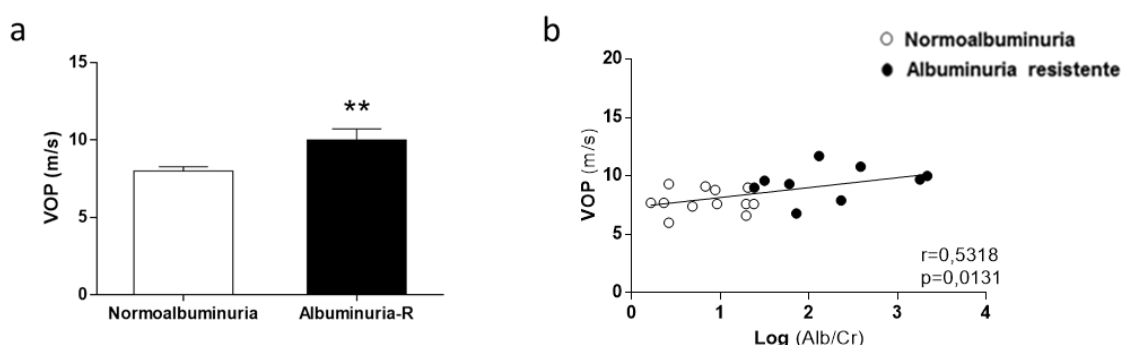 a
15
10
5
0
VOP (m/s)
**
Normoalbuminuria
Albuminuria-R
b
Normoalbuminuria
Albuminuria resistente
20
15
10
5
0
VOP (m/s)
r=0,5318
p=0,0131
0 1 2 3 4
Log (Alb/Cr)